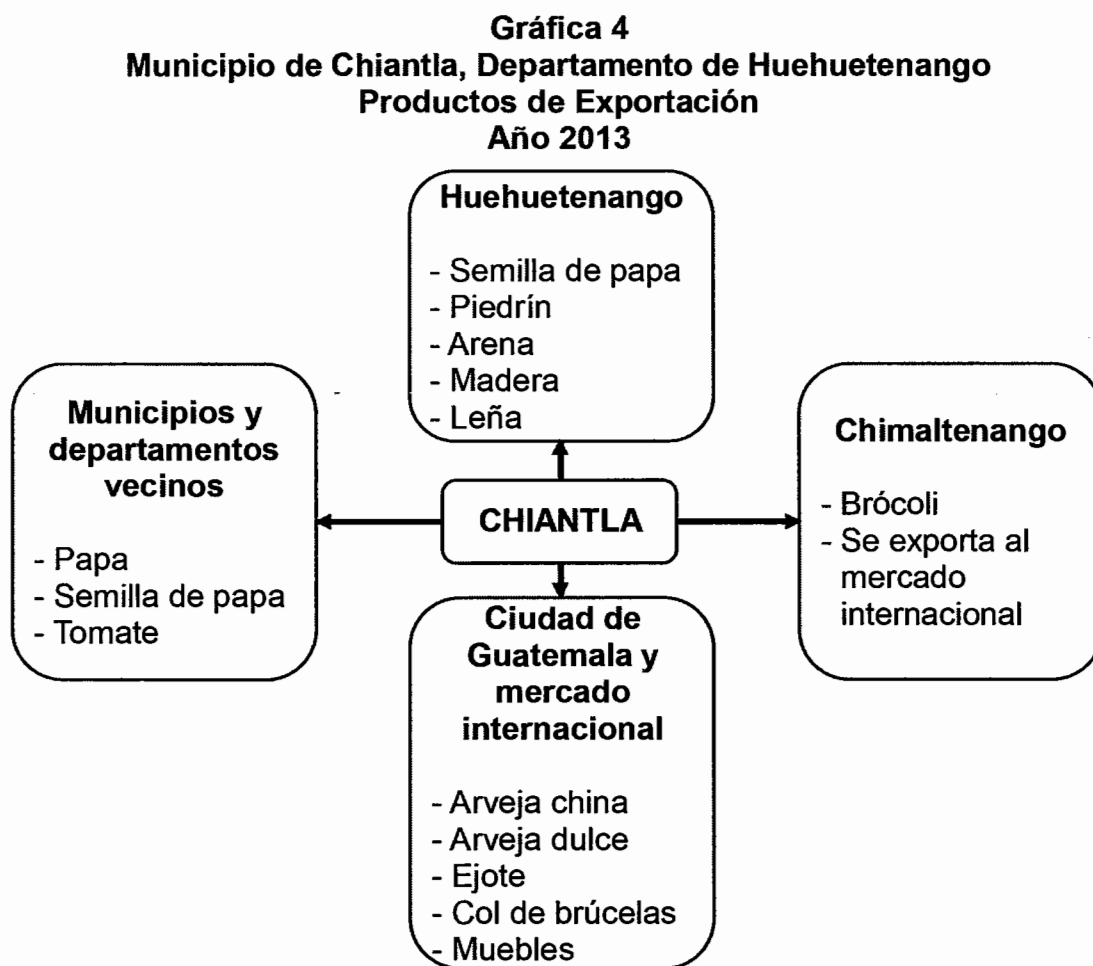 Gráfica 4
Municipio de Chiantla, Departamento de Huehuetenango
Productos de Exportación
Año 2013
Huehuetenango
- Semilla de papa
- Piedrín
- Arena
- Madera
- Leña
Municipios y
departamentos
vecinos
- Papa
- Semilla de papa
- Tomate
CHIANTLA
Chimaltenango
- Brócoli
- Se exporta al
mercado
internacional
Ciudad de
Guatemala y
mercado
internacional
- Arveja china
- Arveja dulce
- Ejote
- Col de brúcelas
- Muebles